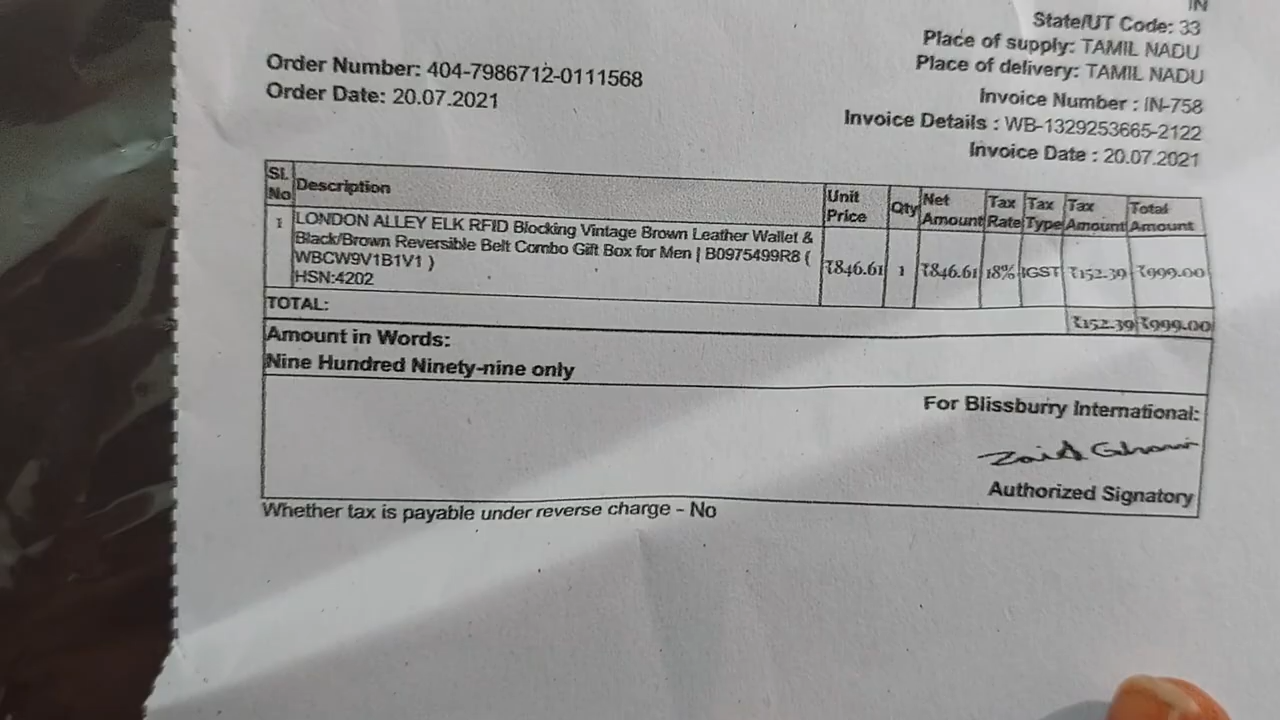 IN
State/UT Code: 33
Place of supply: TAMIL NADU
Place of delivery: TAMIL NADU
Order Number: 404-7986712-0111568
Order Date: 20.07.2021
Invoice Number : IN-758
Invoice Details : WB-1329253665-2122
Invoice Date : 20.07.2021
Sl. No Description Unit Price Qty Net Amount Tax Rate Tax Type Tax Amount Total Amount
1 LONDON ALLEY ELK RFID Blocking Vintage Brown Leather Wallet &
Black/Brown Reversible Belt Combo Gift Box for Men | B0975499R8 (
WBCW9V1B1V1 )
HSN:4202
₹846.61 1 ₹846.61 18% IGST ₹152.39 ₹999.00
TOTAL: ₹152.39 ₹999.00
Amount in Words:
Nine Hundred Ninety-nine only
For Blissburry International:
Zaid Ghani
Authorized Signatory
Whether tax is payable under reverse charge - No